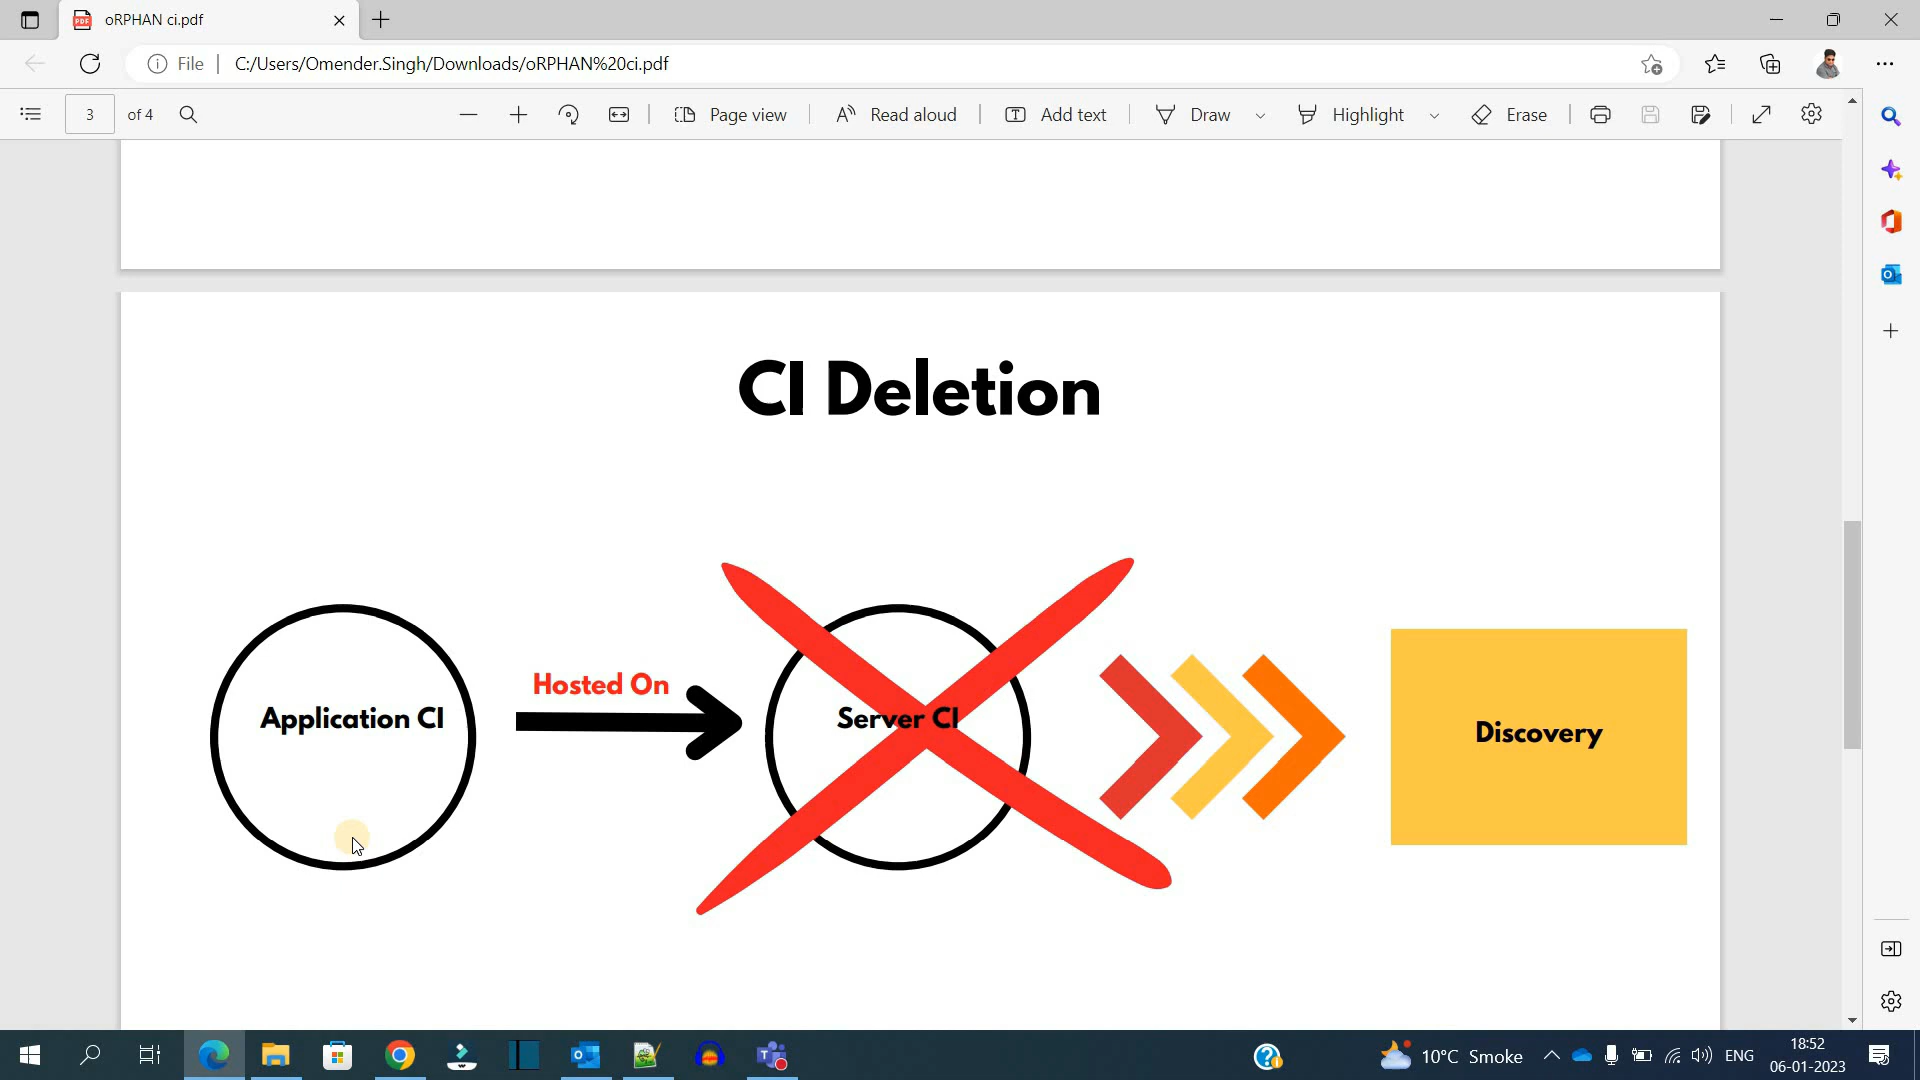 oRPHAN ci.pdf
File
C:/Users/Omender.Singh/Downloads/oRPHAN%20ci.pdf
3 of 4
Page view
Read aloud
Add text
Draw
Highlight
Erase
CI Deletion
Hosted On
Application CI
Server CI
Discovery
10°C Smoke
ENG
18:52
06-01-2023